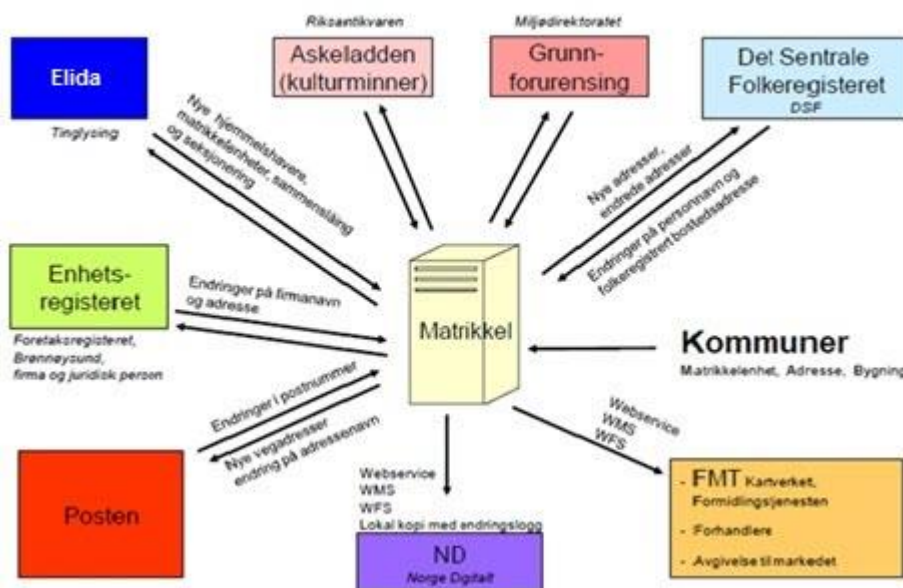 Riksantikvaren
Askeladden
(kulturminner)
Miljødirektoratet
Grunn-
forurensing
Det Sentrale
Folkeregisteret
DSF
Elida
Tinglysing
Nye hjemmelshavere,
matrikkelenheter, sammenslåing
og seksjonering
Nye adresser,
endrede adresser
Endringer på personnavn og
folkeregistrert bostedsadresse
Enhets-
registeret
Foretaksregisteret,
Brønnøysund,
firma og juridisk person
Endringer på firmanavn
og adresse
Matrikkel
Kommuner
Matrikkelenhet, Adresse, Bygning
Posten
Endringer i postnummer
Nye vegadresser
endring på adressenavn
Webservice
WMS
WFS
Lokal kopi med endringslogg
ND
Norge Digitalt
Webservice
WMS
WFS
- FMT Kartverket,
Formidlingstjenesten
- Forhandlere
- Avgivelse til markedet